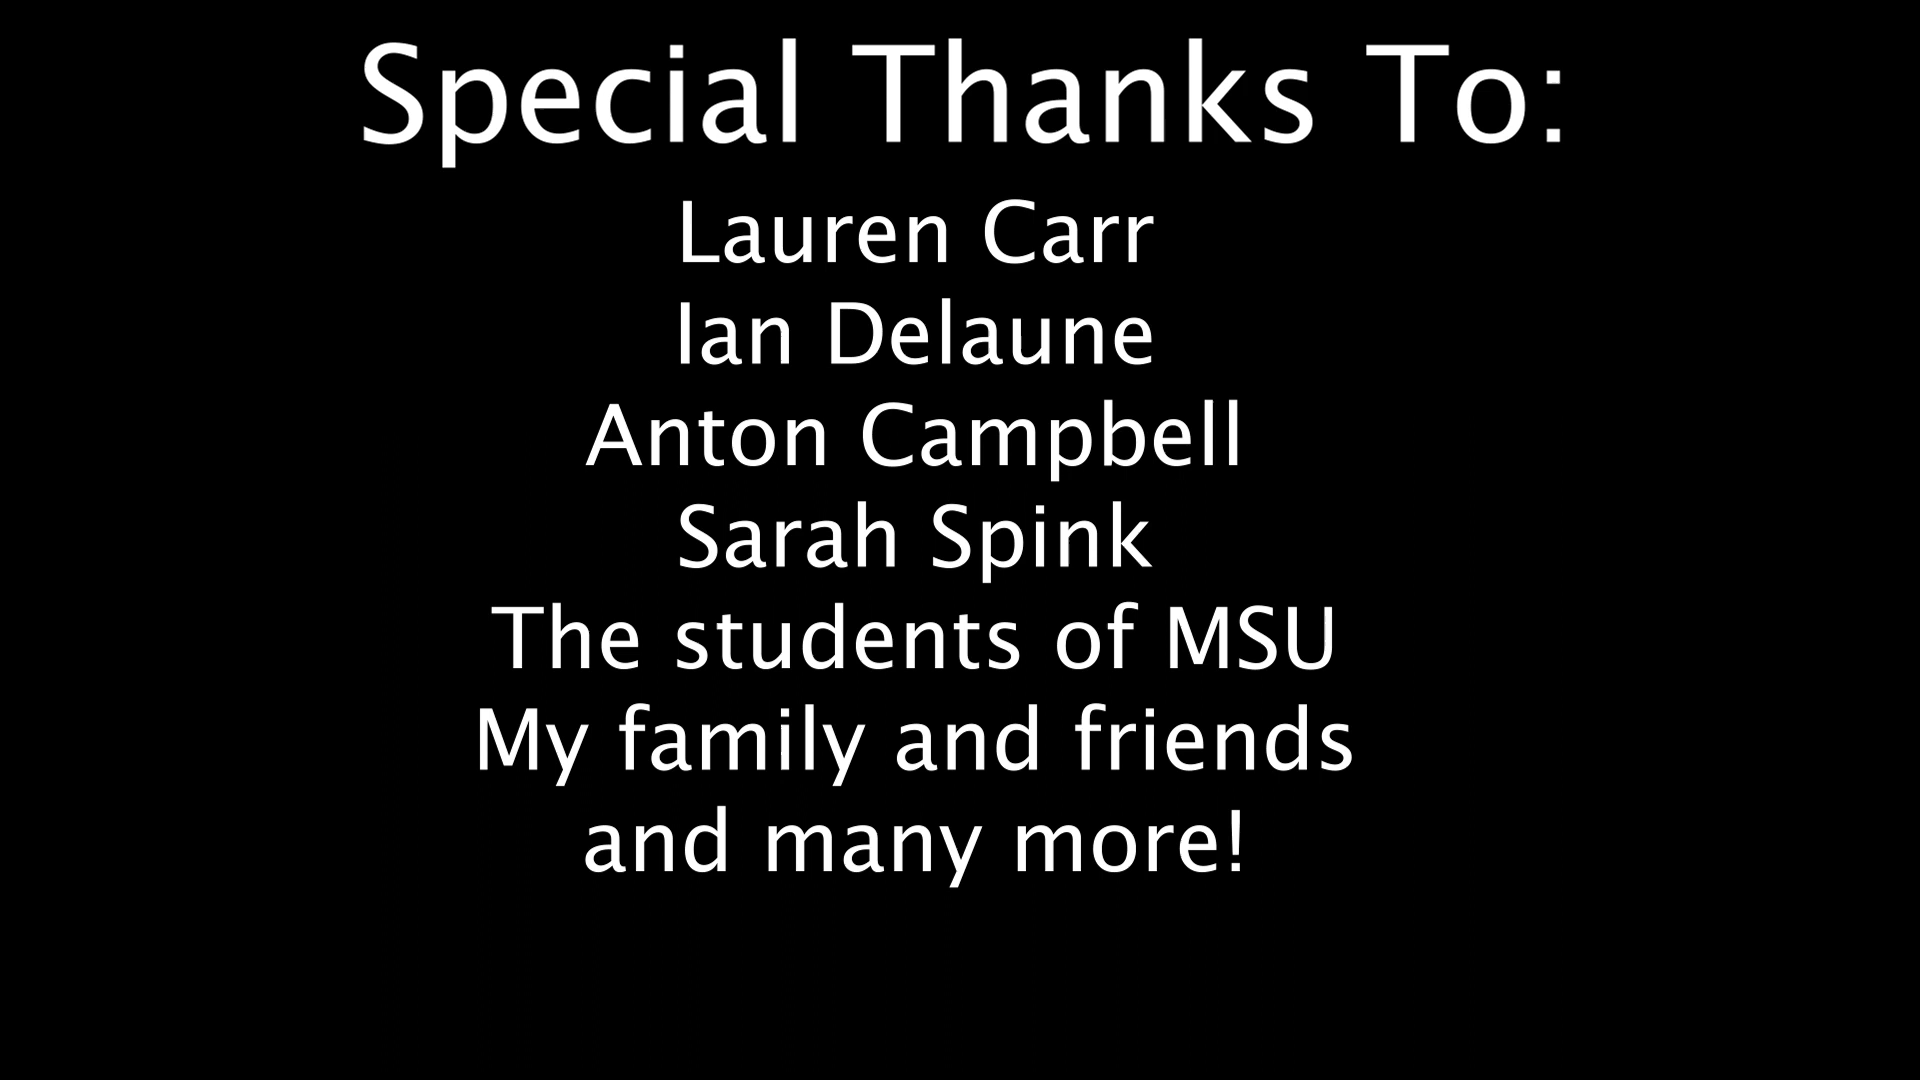 Special Thanks To:
Lauren Carr
Ian Delaune
Anton Campbell
Sarah Spink
The students of MSU
My family and friends
and many more!